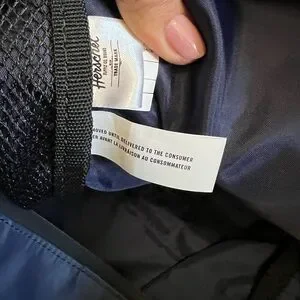 Herschel
TRADE MARK
MOVED UNTIL DELIVERED TO THE CONSUMER
AVANT LA LIVRAISON AU CONSOMMATEUR